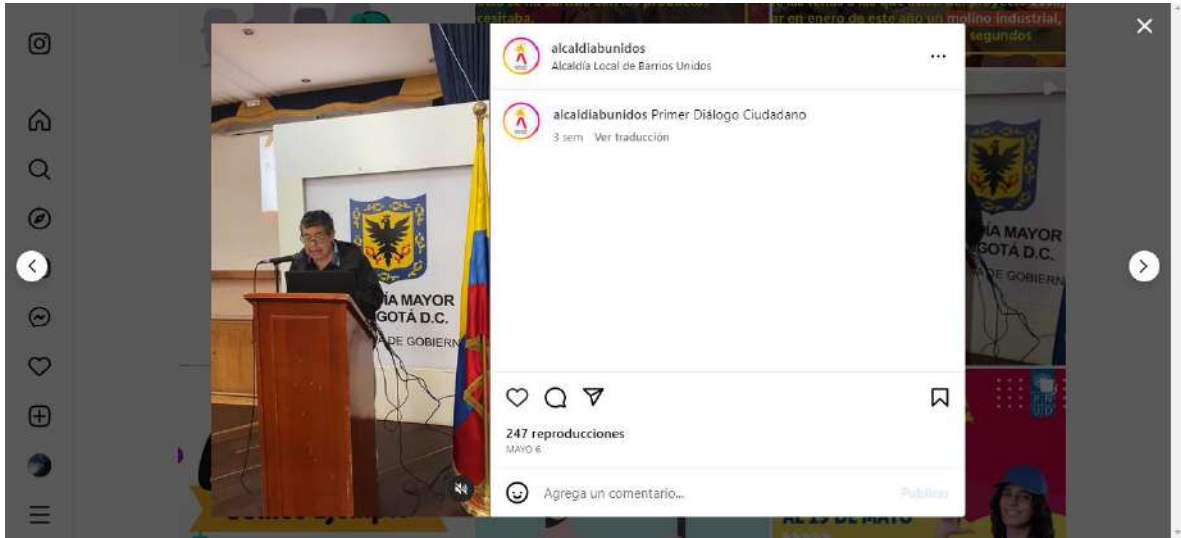 cesitaba.
ar en enero de este año un molino industrial,
segundos
alcaldiabunidos
Alcaldía Local de Barrios Unidos
alcaldiabunidos Primer Diálogo Ciudadano
3 sem Ver traducción
ÍA MAYOR
GOTÁ D.C.
DE GOBIERN
ÍA MAYOR
GOTÁ D.C.
DE GOBIERN
247 reproducciones
MAYO 6
Agrega un comentario...
Publicar
AL 19 DE MAYO